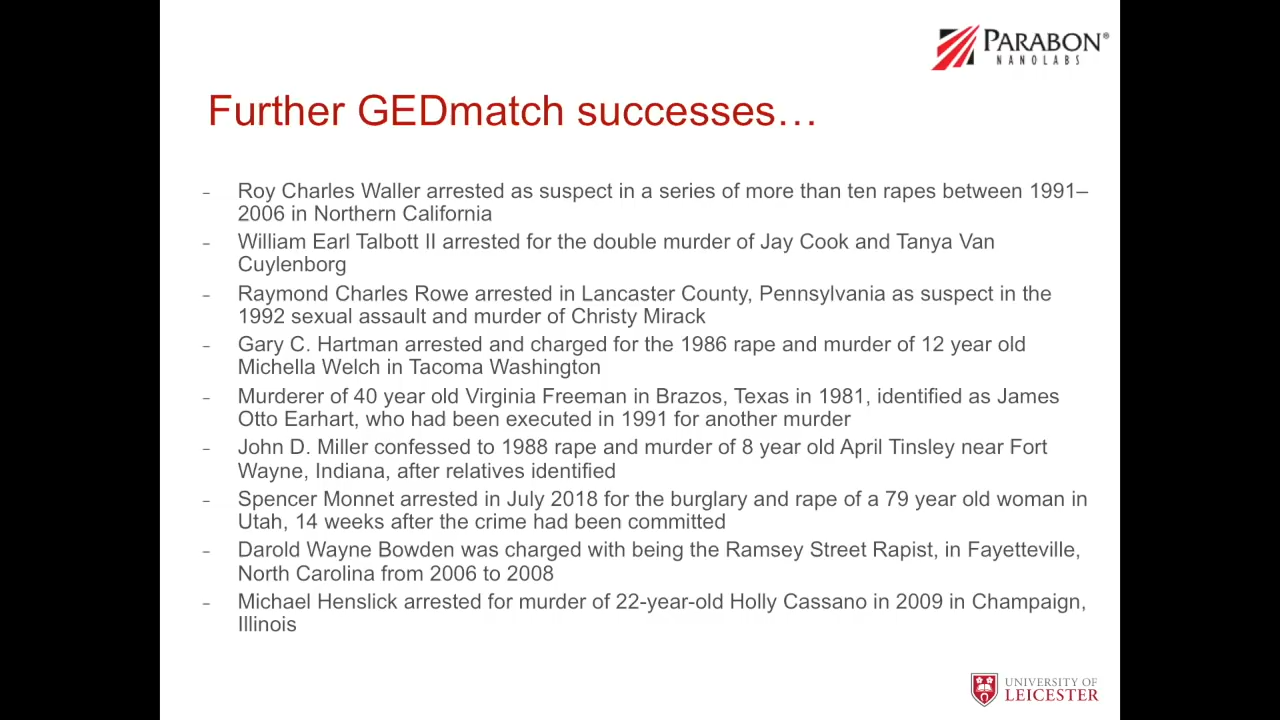 PARABON®
NANOLABS
Further GEDmatch successes…
– Roy Charles Waller arrested as suspect in a series of more than ten rapes between 1991–
2006 in Northern California
– William Earl Talbott II arrested for the double murder of Jay Cook and Tanya Van
Cuylenborg
– Raymond Charles Rowe arrested in Lancaster County, Pennsylvania as suspect in the
1992 sexual assault and murder of Christy Mirack
– Gary C. Hartman arrested and charged for the 1986 rape and murder of 12 year old
Michella Welch in Tacoma Washington
– Murderer of 40 year old Virginia Freeman in Brazos, Texas in 1981, identified as James
Otto Earhart, who had been executed in 1991 for another murder
– John D. Miller confessed to 1988 rape and murder of 8 year old April Tinsley near Fort
Wayne, Indiana, after relatives identified
– Spencer Monnet arrested in July 2018 for the burglary and rape of a 79 year old woman in
Utah, 14 weeks after the crime had been committed
– Darold Wayne Bowden was charged with being the Ramsey Street Rapist, in Fayetteville,
North Carolina from 2006 to 2008
– Michael Henslick arrested for murder of 22-year-old Holly Cassano in 2009 in Champaign,
Illinois
UNIVERSITY OF
LEICESTER